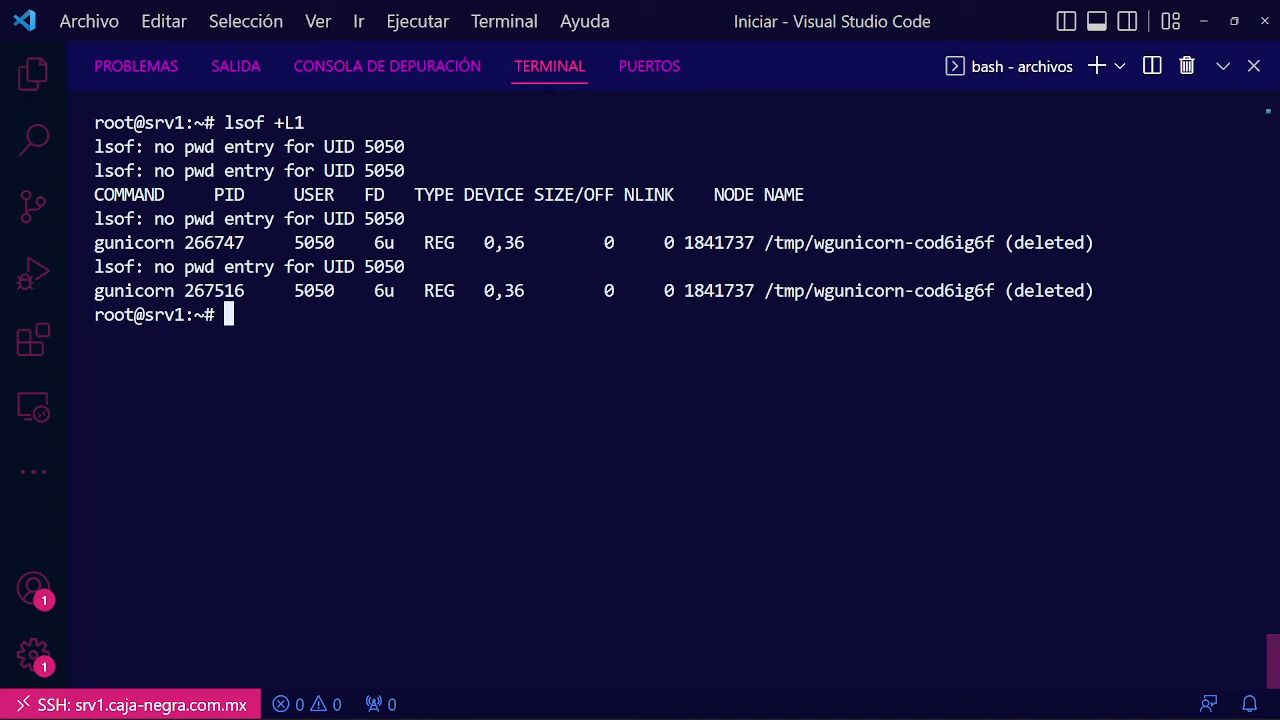 Archivo Editar Selección Ver Ir Ejecutar Terminal Ayuda Iniciar - Visual Studio Code
PROBLEMAS SALIDA CONSOLA DE DEPURACIÓN TERMINAL PUERTOS bash - archivos
root@srv1:~# lsof +L1
lsof: no pwd entry for UID 5050
lsof: no pwd entry for UID 5050
COMMAND PID USER FD TYPE DEVICE SIZE/OFF NLINK NODE NAME
lsof: no pwd entry for UID 5050
gunicorn 266747 5050 6u REG 0,36 0 0 1841737 /tmp/wgunicorn-cod6ig6f (deleted)
lsof: no pwd entry for UID 5050
gunicorn 267516 5050 6u REG 0,36 0 0 1841737 /tmp/wgunicorn-cod6ig6f (deleted)
root@srv1:~#
1
1
SSH: srv1.caja-negra.com.mx 0 0 0